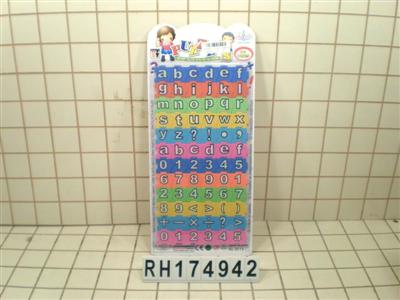 a b c d e f
g h i j k l
m n o p q r
s t u v w x
y z ? ! • ,
a b c d e f
0 1 2 3 4 5
6 7 8 9 0 1
2 3 4 5 6 7
8 9 < > ( )
+ − × ÷ ? >
0 1 2 3 4 5
RH174942